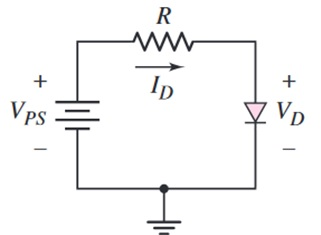 R
+ I_D +
V_PS V_D
– –